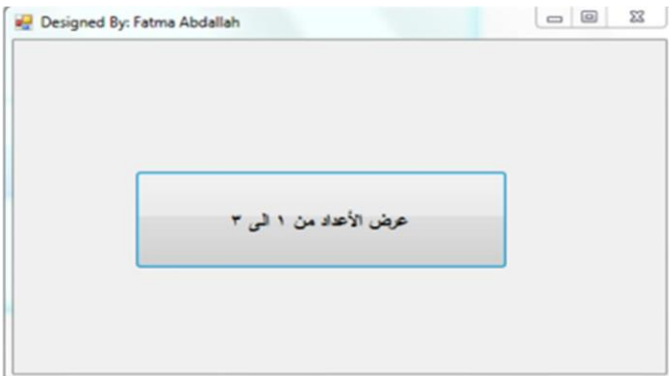 Designed By: Fatma Abdallah
عرض الأعداد من ١ الى ٣